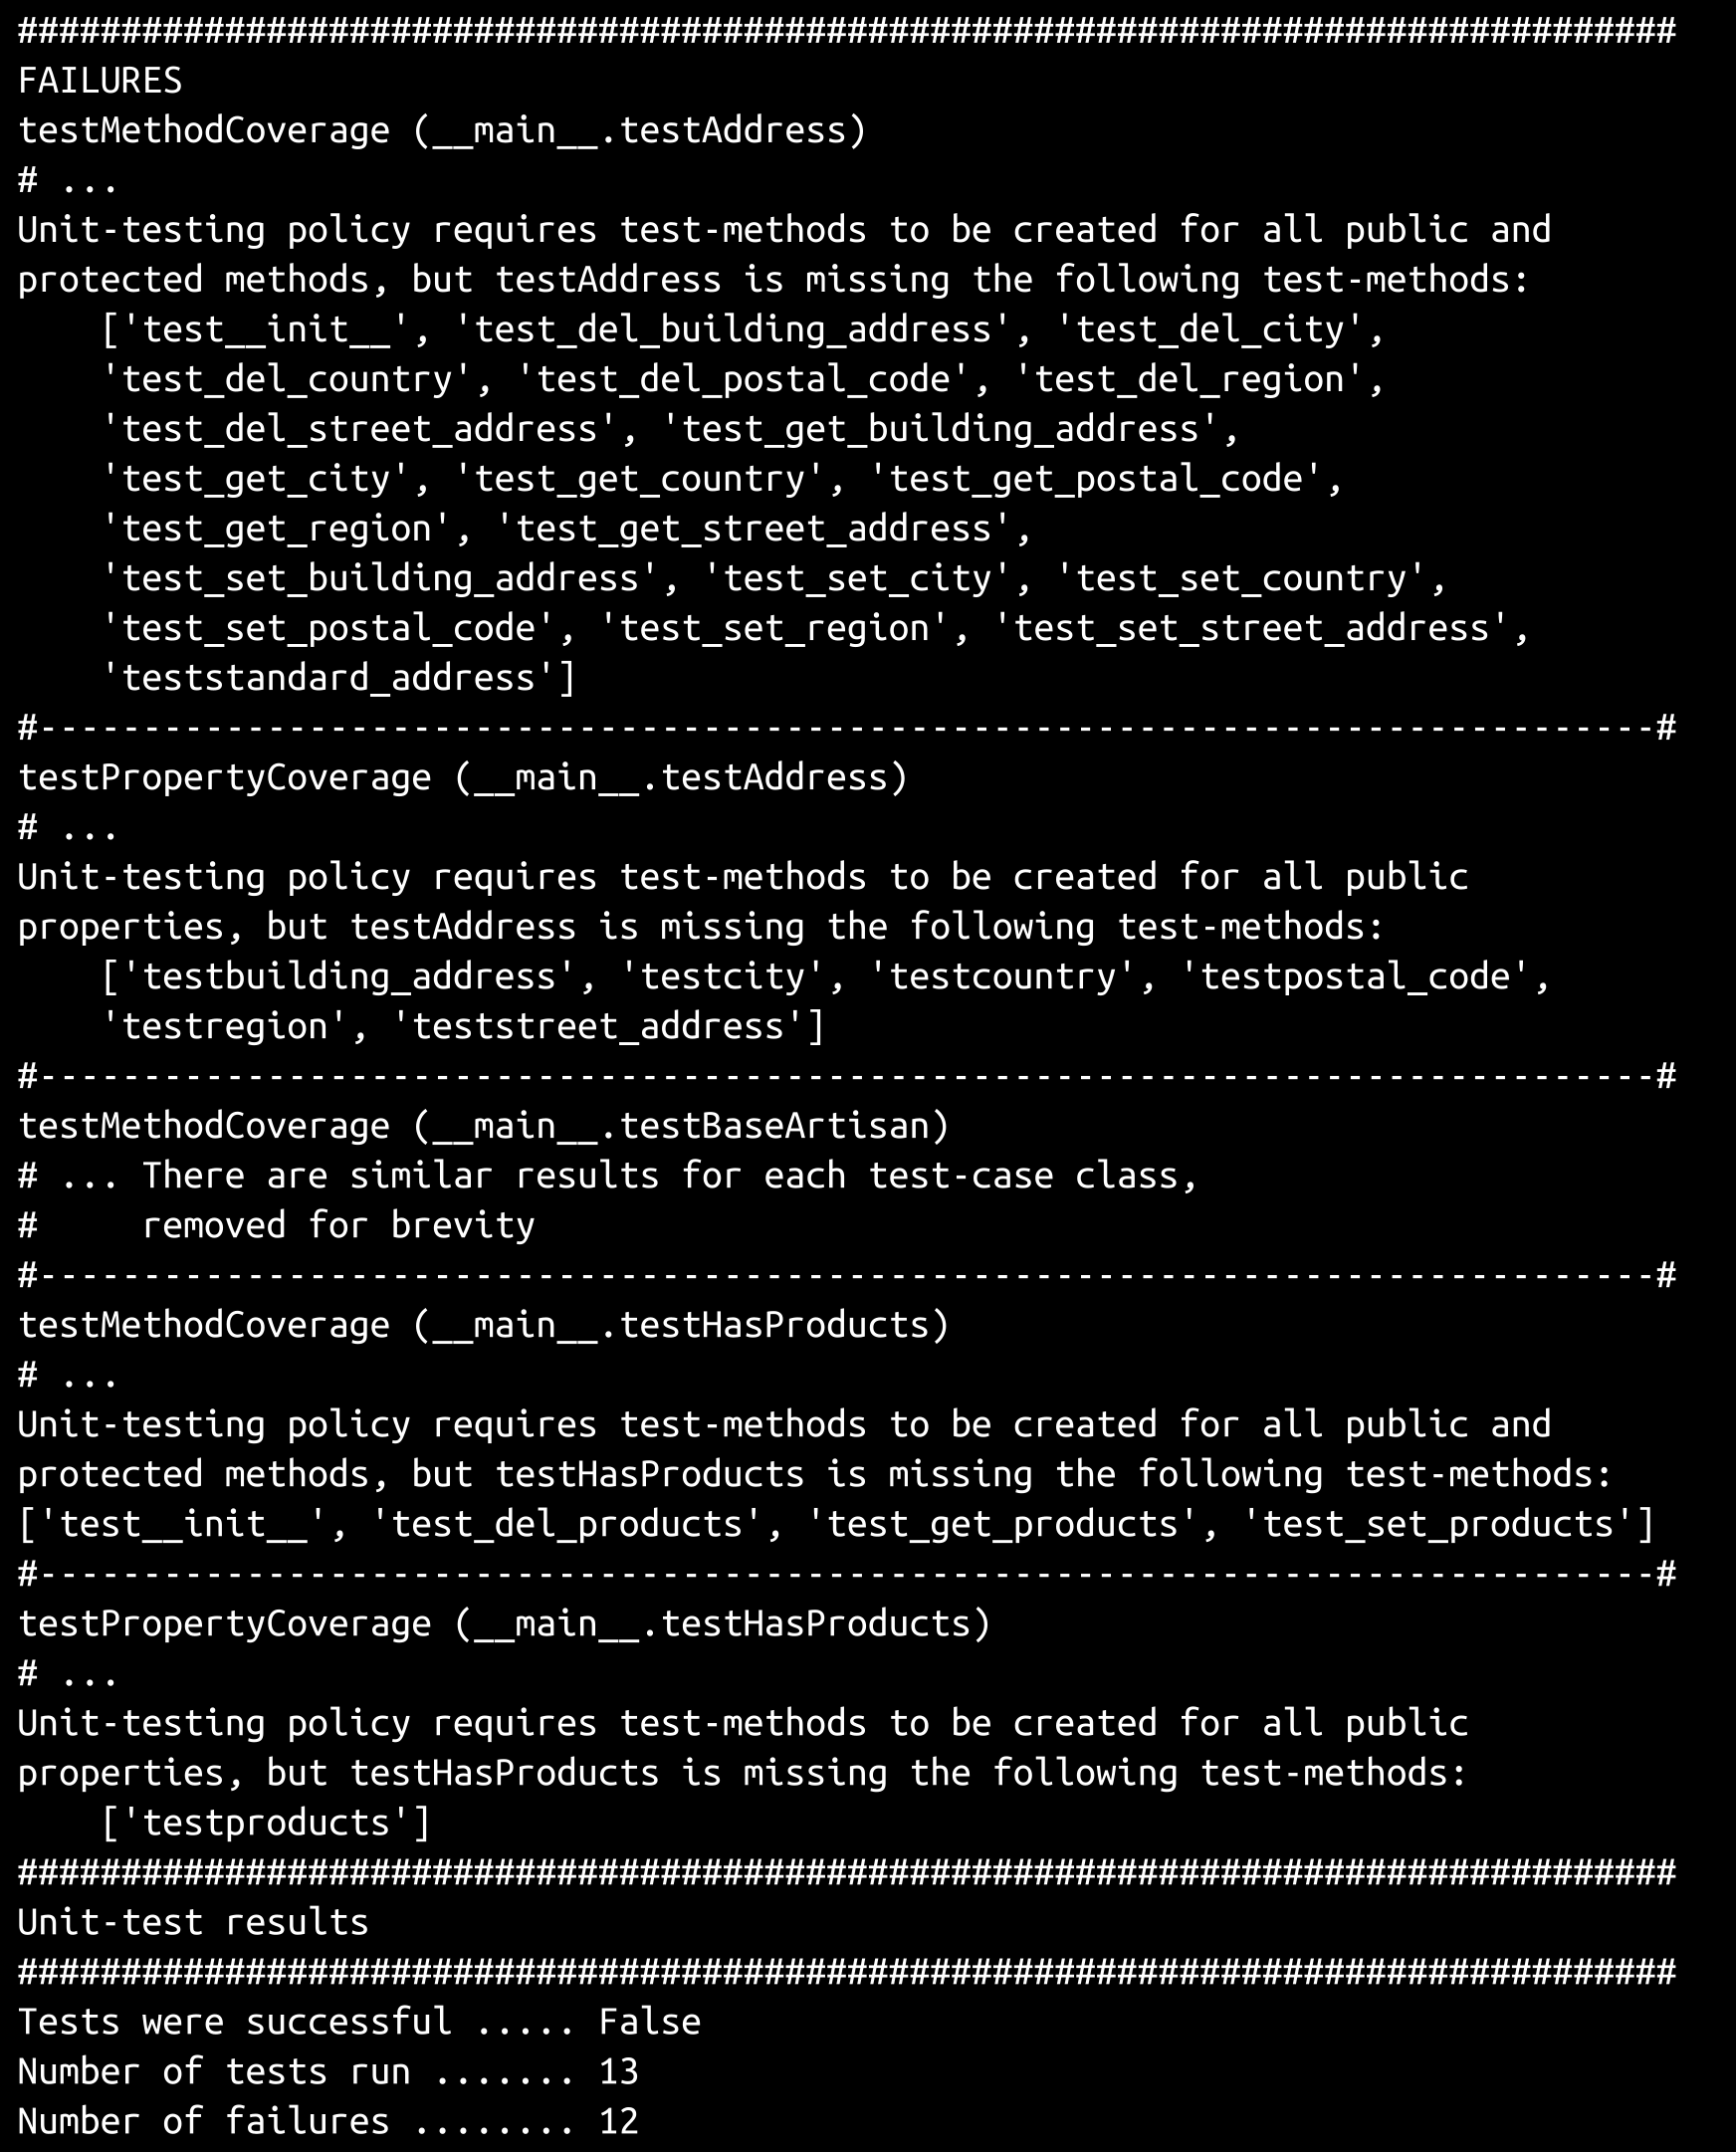 ################################################################################
FAILURES
testMethodCoverage (__main__.testAddress)
# ...
Unit-testing policy requires test-methods to be created for all public and
protected methods, but testAddress is missing the following test-methods:
    ['test__init__', 'test_del_building_address', 'test_del_city',
    'test_del_country', 'test_del_postal_code', 'test_del_region',
    'test_del_street_address', 'test_get_building_address',
    'test_get_city', 'test_get_country', 'test_get_postal_code',
    'test_get_region', 'test_get_street_address',
    'test_set_building_address', 'test_set_city', 'test_set_country',
    'test_set_postal_code', 'test_set_region', 'test_set_street_address',
    'teststandard_address']
#------------------------------------------------------------------------------#
testPropertyCoverage (__main__.testAddress)
# ...
Unit-testing policy requires test-methods to be created for all public
properties, but testAddress is missing the following test-methods:
    ['testbuilding_address', 'testcity', 'testcountry', 'testpostal_code',
    'testregion', 'teststreet_address']
#------------------------------------------------------------------------------#
testMethodCoverage (__main__.testBaseArtisan)
# ... There are similar results for each test-case class,
#     removed for brevity
#------------------------------------------------------------------------------#
testMethodCoverage (__main__.testHasProducts)
# ...
Unit-testing policy requires test-methods to be created for all public and
protected methods, but testHasProducts is missing the following test-methods:
['test__init__', 'test_del_products', 'test_get_products', 'test_set_products']
#------------------------------------------------------------------------------#
testPropertyCoverage (__main__.testHasProducts)
# ...
Unit-testing policy requires test-methods to be created for all public
properties, but testHasProducts is missing the following test-methods:
    ['testproducts']
################################################################################
Unit-test results
################################################################################
Tests were successful ..... False
Number of tests run ....... 13
Number of failures ........ 12